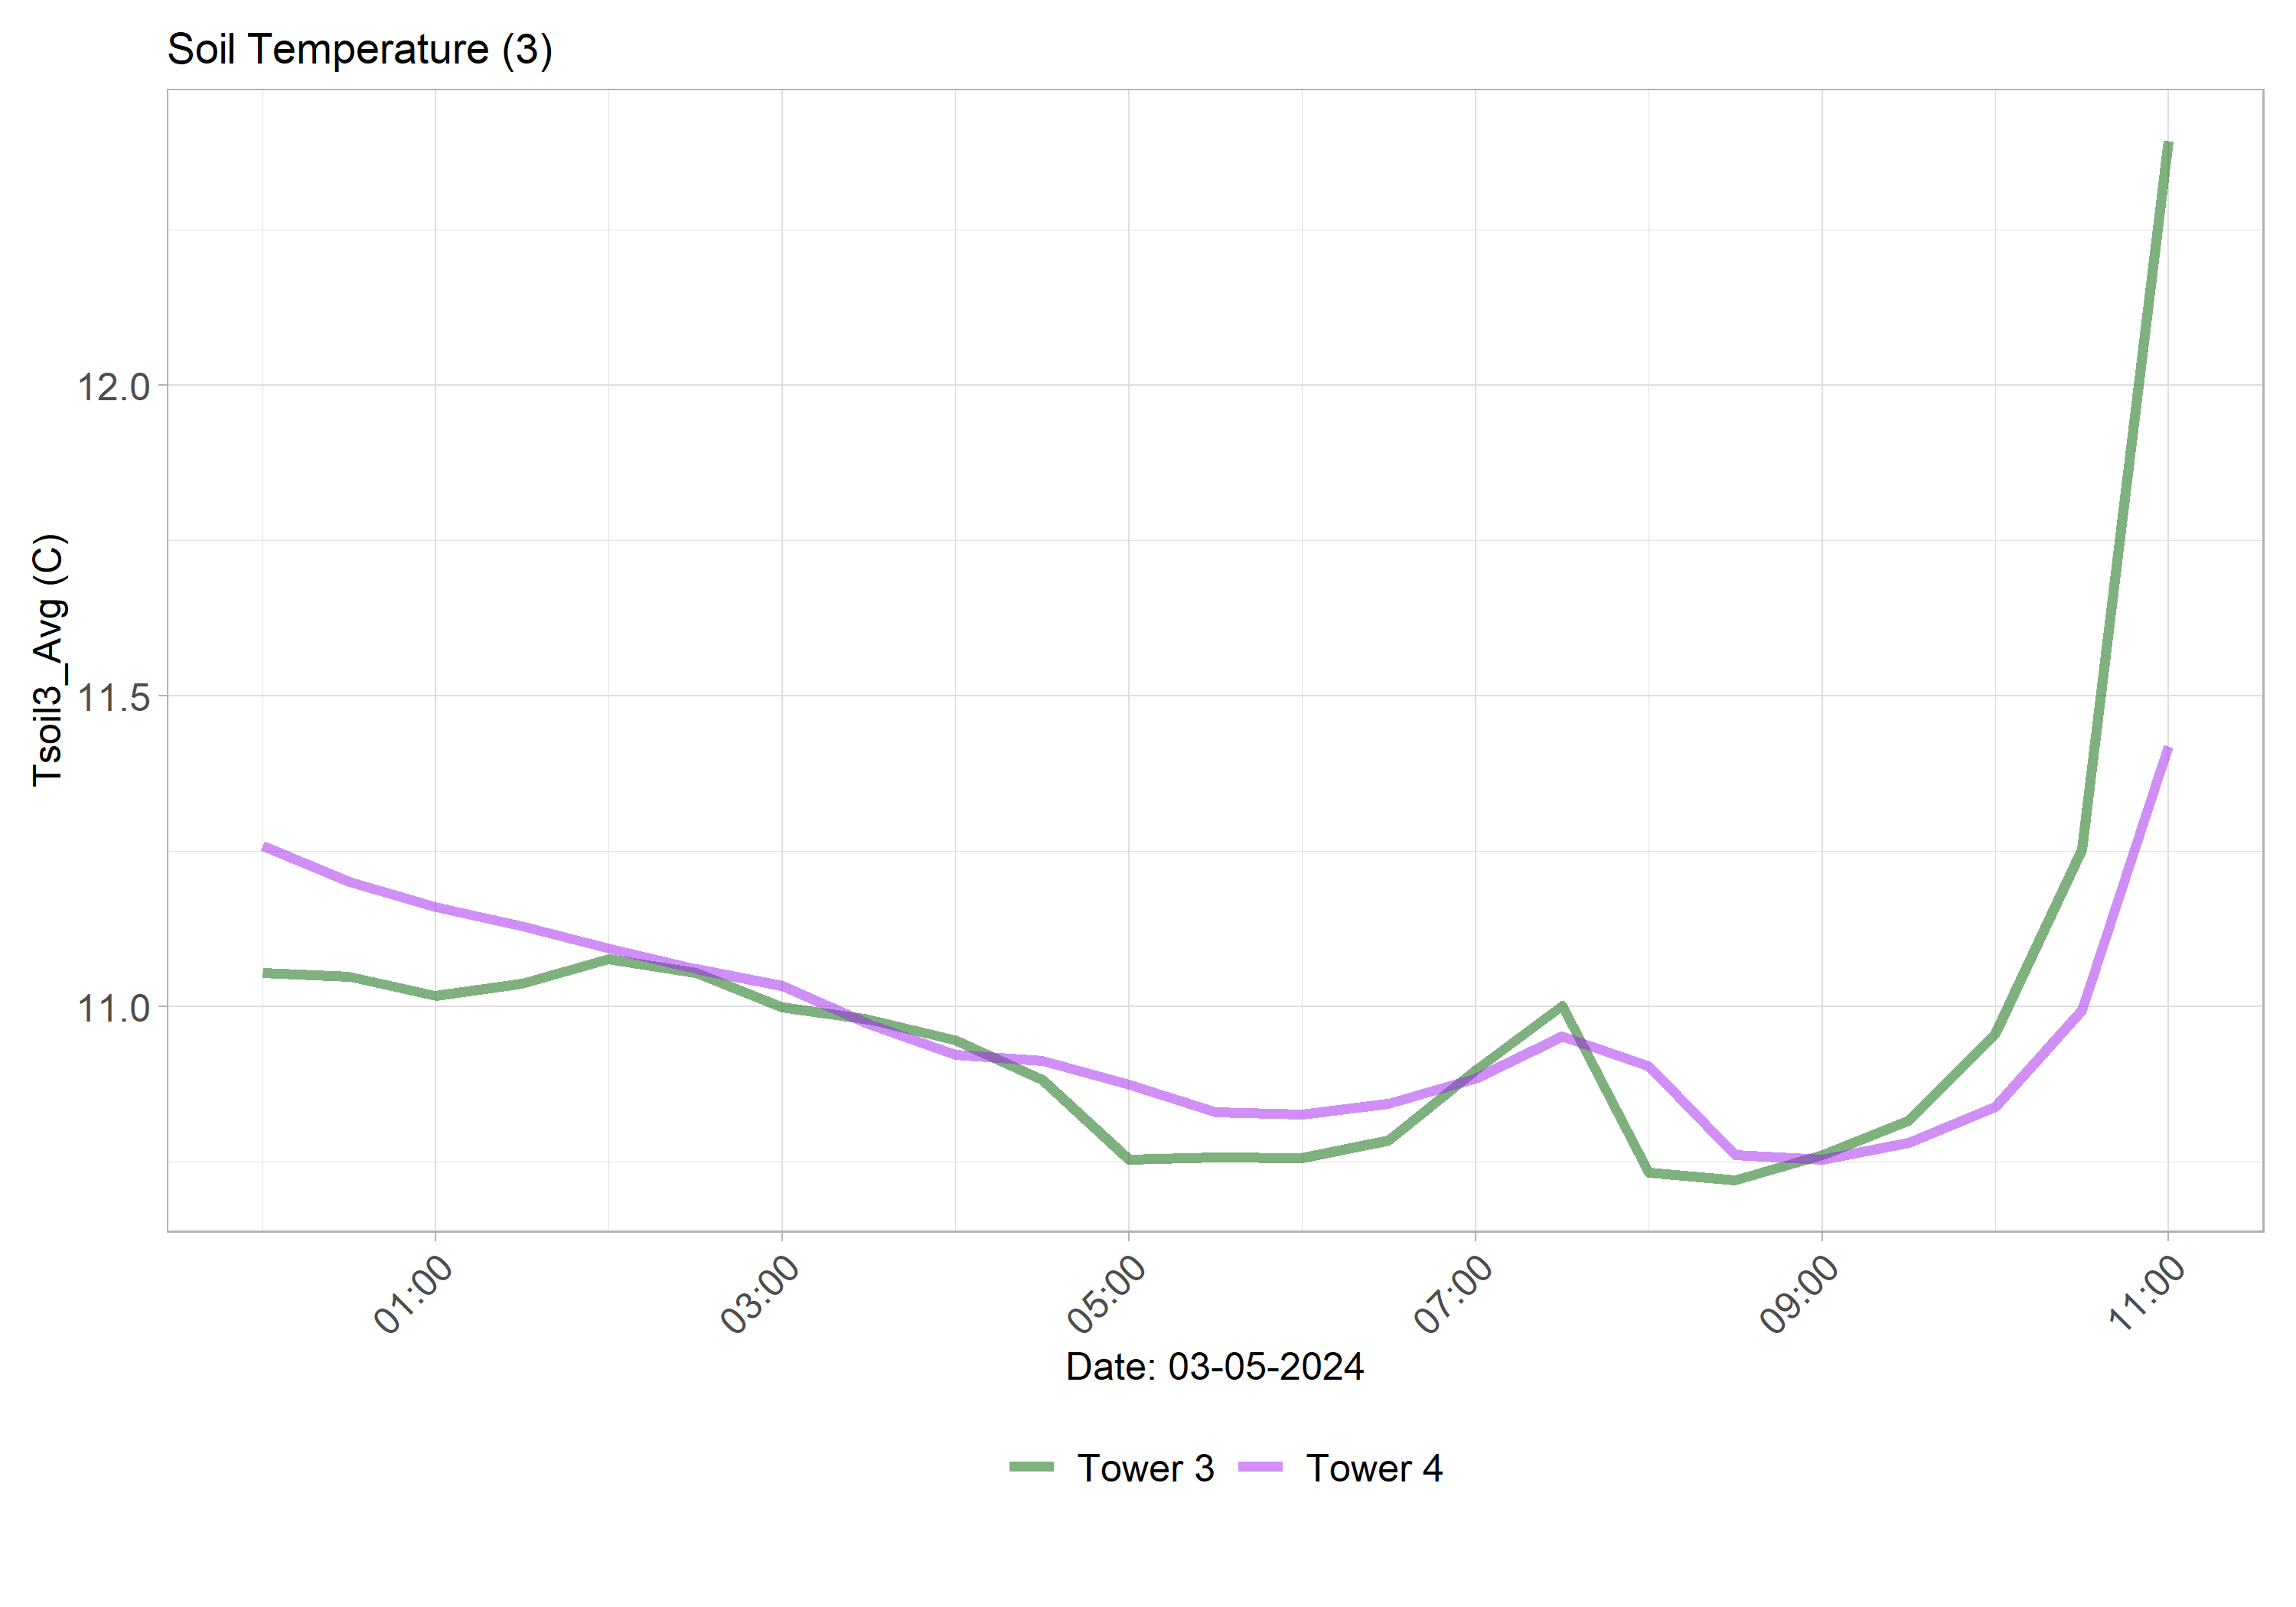 Soil Temperature (3)
Tsoil3_Avg (C)
12.0
11.5
11.0
01:00
03:00
05:00
07:00
09:00
11:00
Date: 03-05-2024
Tower 3
Tower 4